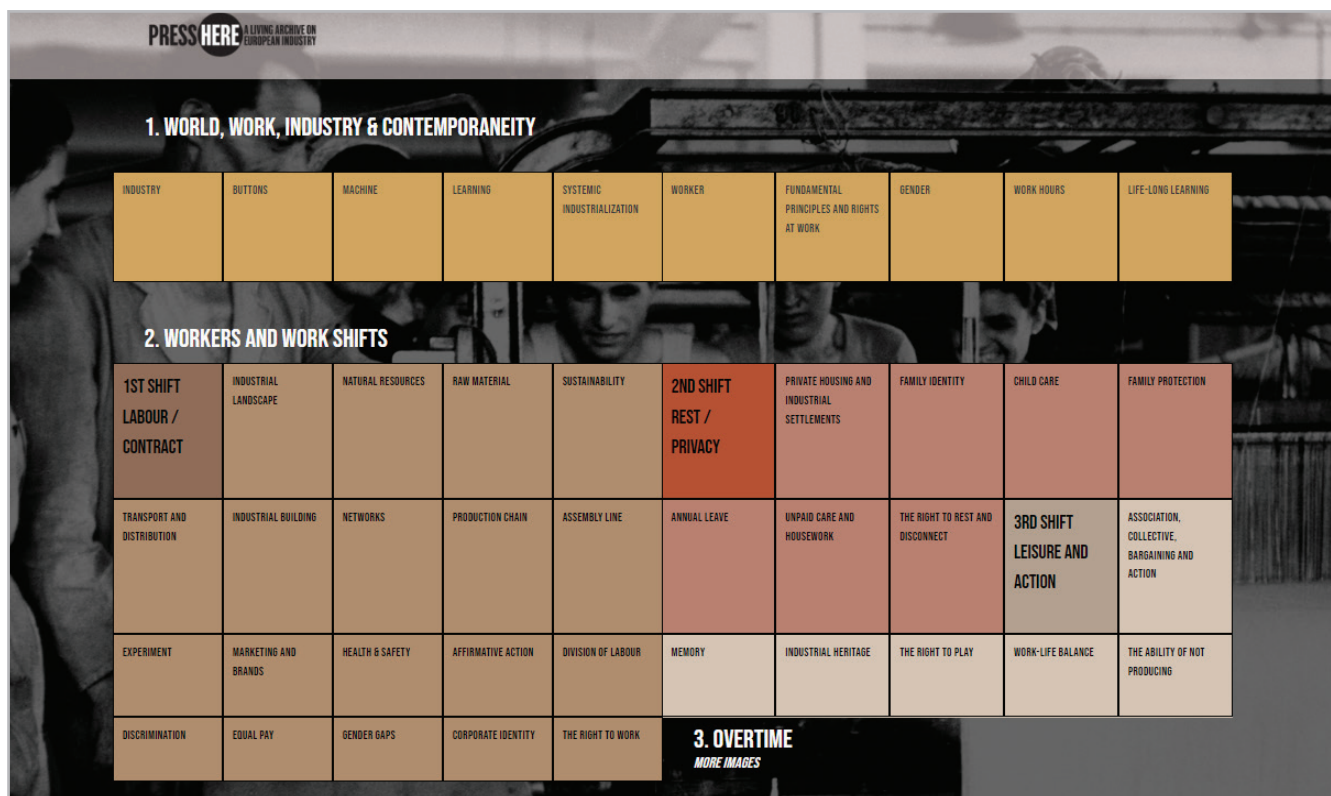 PRESS HERE A LIVING ARCHIVE ON
EUROPEAN INDUSTRY
1. WORLD, WORK, INDUSTRY & CONTEMPORANEITY
INDUSTRY
BUTTONS
MACHINE
LEARNING
SYSTEMIC
INDUSTRIALIZATION
WORKER
FUNDAMENTAL
PRINCIPLES AND RIGHTS
AT WORK
GENDER
WORK HOURS
LIFE-LONG LEARNING
2. WORKERS AND WORK SHIFTS
1ST SHIFT
LABOUR /
CONTRACT
INDUSTRIAL
LANDSCAPE
NATURAL RESOURCES
RAW MATERIAL
SUSTAINABILITY
2ND SHIFT
REST /
PRIVACY
PRIVATE HOUSING AND
INDUSTRIAL
SETTLEMENTS
FAMILY IDENTITY
CHILD CARE
FAMILY PROTECTION
TRANSPORT AND
DISTRIBUTION
INDUSTRIAL BUILDING
NETWORKS
PRODUCTION CHAIN
ASSEMBLY LINE
ANNUAL LEAVE
UNPAID CARE AND
HOUSEWORK
THE RIGHT TO REST AND
DISCONNECT
3RD SHIFT
LEISURE AND
ACTION
ASSOCIATION,
COLLECTIVE,
BARGAINING AND
ACTION
EXPERIMENT
MARKETING AND
BRANDS
HEALTH & SAFETY
AFFIRMATIVE ACTION
DIVISION OF LABOUR
MEMORY
INDUSTRIAL HERITAGE
THE RIGHT TO PLAY
WORK-LIFE BALANCE
THE ABILITY OF NOT
PRODUCING
DISCRIMINATION
EQUAL PAY
GENDER GAPS
CORPORATE IDENTITY
THE RIGHT TO WORK
3. OVERTIME
MORE IMAGES